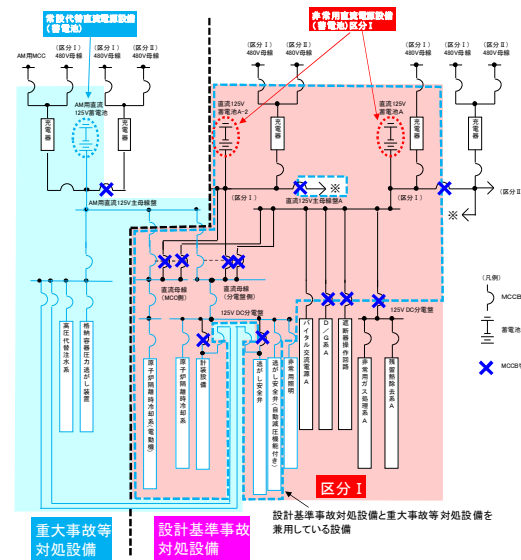 常設代替直流電源設備
(蓄電池)
非常用直流電源設備
(蓄電池)区分Ⅰ
AM用MCC
(区分Ⅰ)
480V母線
(区分Ⅰ)
480V母線
(区分Ⅱ)
480V母線
(区分Ⅰ)
480V母線
(区分Ⅱ)
480V母線
(区分Ⅰ)
480V母線
(区分Ⅰ)
480V母線
(区分Ⅱ)
480V母線
充電器
AM用直流
125V蓄電池
充電器
直流125V
蓄電池A-2
充電器
直流125V
蓄電池A
充電器
充電器
AM用直流125V主母線盤
(区分Ⅰ)
※
直流125V主母線盤A
(区分Ⅰ)
(区分Ⅱ)
※
直流母線
(MCC側)
直流母線
(分電盤側)
125V DC分電盤
125V DC分電盤
高圧代替注水系
格納容器圧力逃がし装置
原子炉隔離時冷却系(電動機)
原子炉隔離時冷却系
計装設備
逃がし安全弁
逃がし安全弁(自動減圧機能付き)
非常用照明
バイタル交流電源A
D/G系A
遮断器操作回路
非常用ガス処理系A
残留熱除去系A
(凡例)
MCCB
蓄電池
区分Ⅰ
設計基準事故対処設備と重大事故等対処設備を
兼用している設備
重大事故等
対処設備
設計基準事故
対処設備